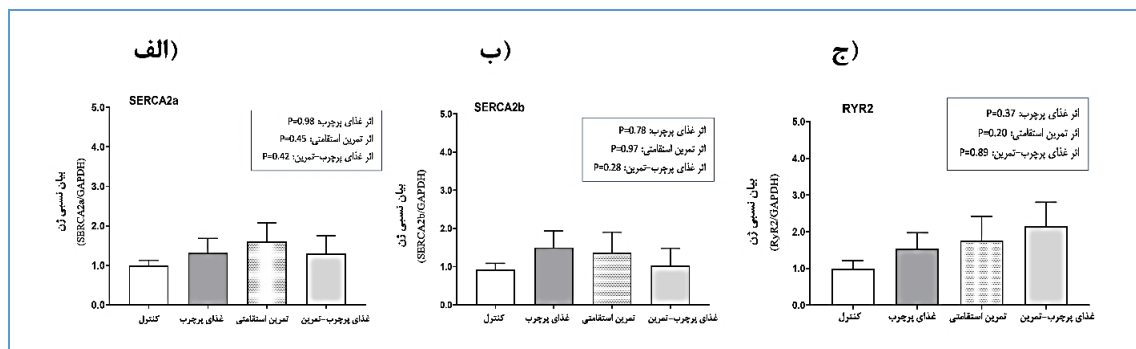 الف)
SERCA2a
اثر غذای پرچرب: P=0.98
اثر تمرین استقامتی: P=0.45
اثر غذای پرچرب-تمرین: P=0.42
بیان نسبی ژن
(SERCA2a/GAPDH)
5.0
4.0
3.0
2.0
1.0
0.0
کنترل
غذای پرچرب
تمرین استقامتی
غذای پرچرب-تمرین
ب)
SERCA2b
اثر غذای پرچرب: P=0.78
اثر تمرین استقامتی: P=0.97
اثر غذای پرچرب-تمرین: P=0.28
بیان نسبی ژن
(SERCA2b/GAPDH)
5.0
4.0
3.0
2.0
1.0
0.0
کنترل
غذای پرچرب
تمرین استقامتی
غذای پرچرب-تمرین
ج)
RYR2
اثر غذای پرچرب: P=0.37
اثر تمرین استقامتی: P=0.20
اثر غذای پرچرب-تمرین: P=0.89
بیان نسبی ژن
(RyR2/GAPDH)
5.0
4.0
3.0
2.0
1.0
0.0
کنترل
غذای پرچرب
تمرین استقامتی
غذای پرچرب-تمرین